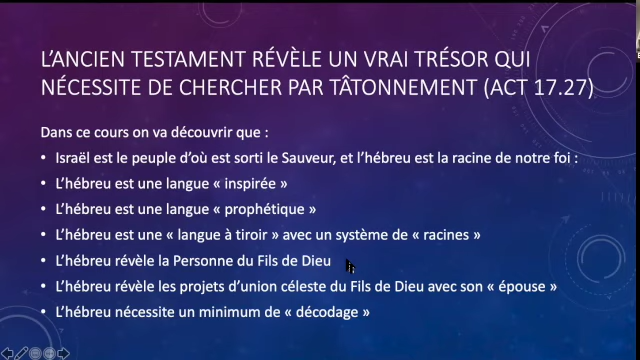 L'ANCIEN TESTAMENT RÉVÈLE UN VRAI TRÉSOR QUI
NÉCESSITE DE CHERCHER PAR TÂTONNEMENT (ACT 17.27)
Dans ce cours on va découvrir que :
• Israël est le peuple d'où est sorti le Sauveur, et l'hébreu est la racine de notre foi :
• L'hébreu est une langue « inspirée »
• L'hébreu est une langue « prophétique »
• L'hébreu est une « langue à tiroir » avec un système de « racines »
• L'hébreu révèle la Personne du Fils de Dieu
• L'hébreu révèle les projets d'union céleste du Fils de Dieu avec son « épouse »
• L'hébreu nécessite un minimum de « décodage »